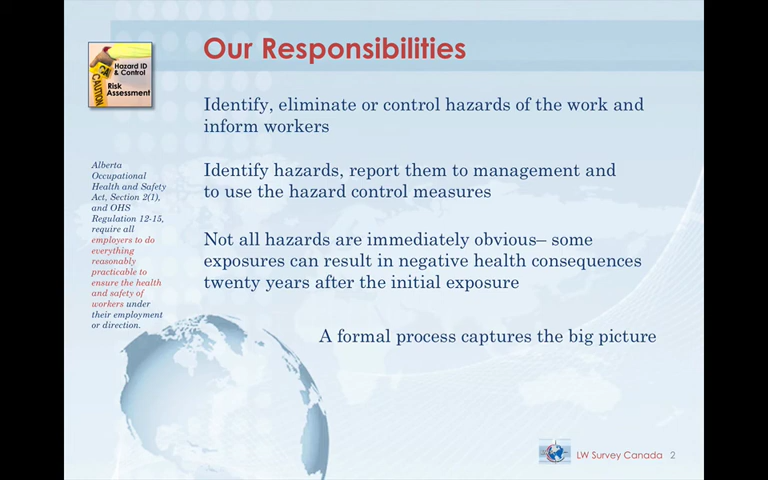 Our Responsibilities
Hazard ID
& Control
Risk
Assessment
CAUTION
Identify, eliminate or control hazards of the work and
inform workers
Identify hazards, report them to management and
to use the hazard control measures
Not all hazards are immediately obvious– some
exposures can result in negative health consequences
twenty years after the initial exposure
A formal process captures the big picture
Alberta
Occupational
Health and Safety
Act, Section 2(1),
and OHS
Regulation 12-15,
require all
employers to do
everything
reasonably
practicable to
ensure the health
and safety of
workers under
their employment
or direction.
LW Survey Canada 2